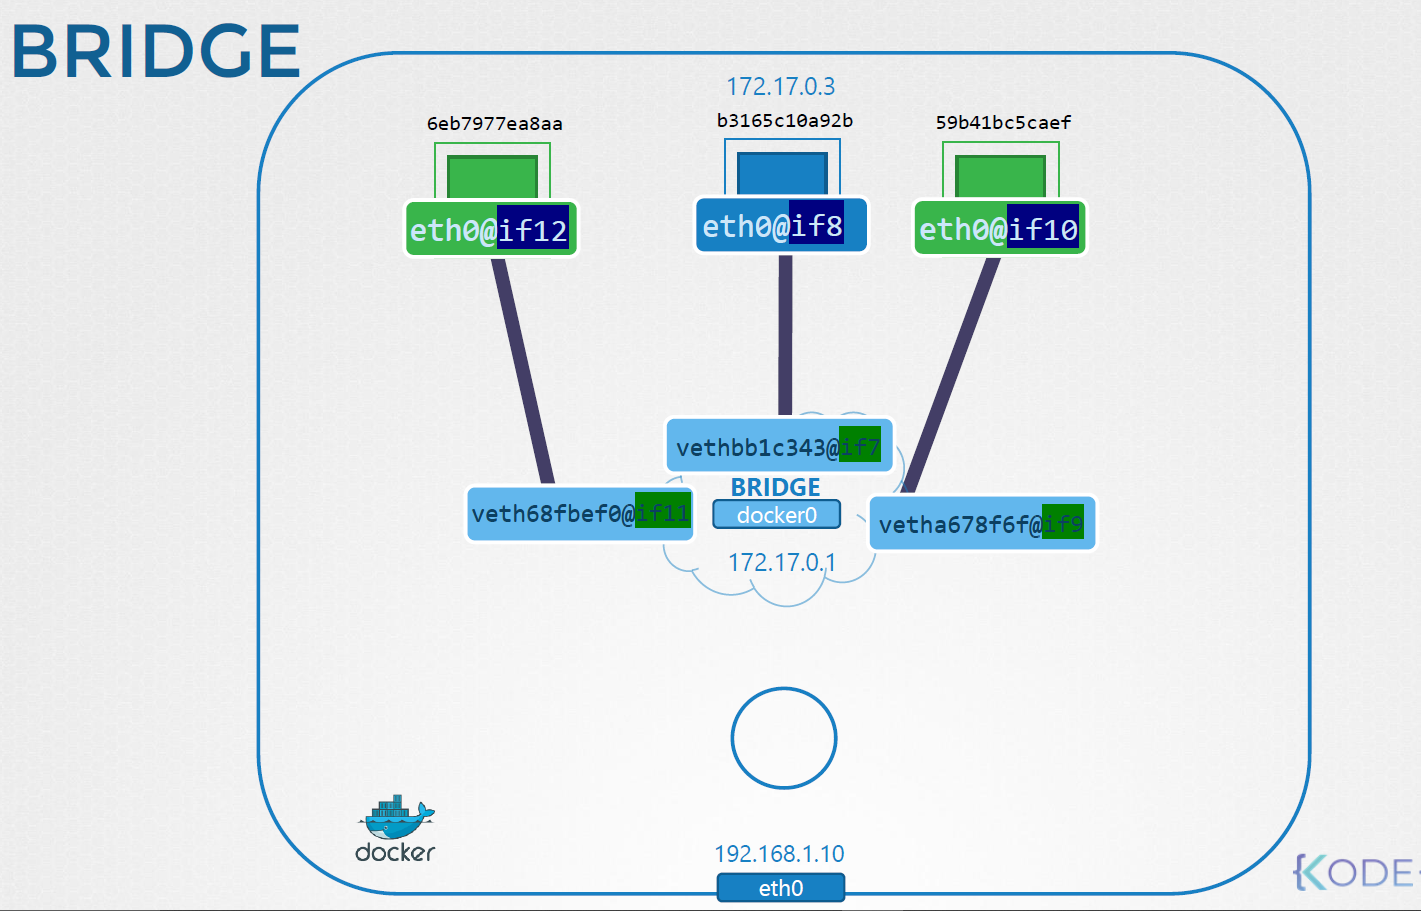 BRIDGE
172.17.0.3
6eb7977ea8aa
b3165c10a92b
59b41bc5caef
eth0@if12
eth0@if8
eth0@if10
vethbb1c343@if7
BRIDGE
veth68fbef0@if11
docker0
vetha678f6f@if9
172.17.0.1
docker
192.168.1.10
{KODE
eth0